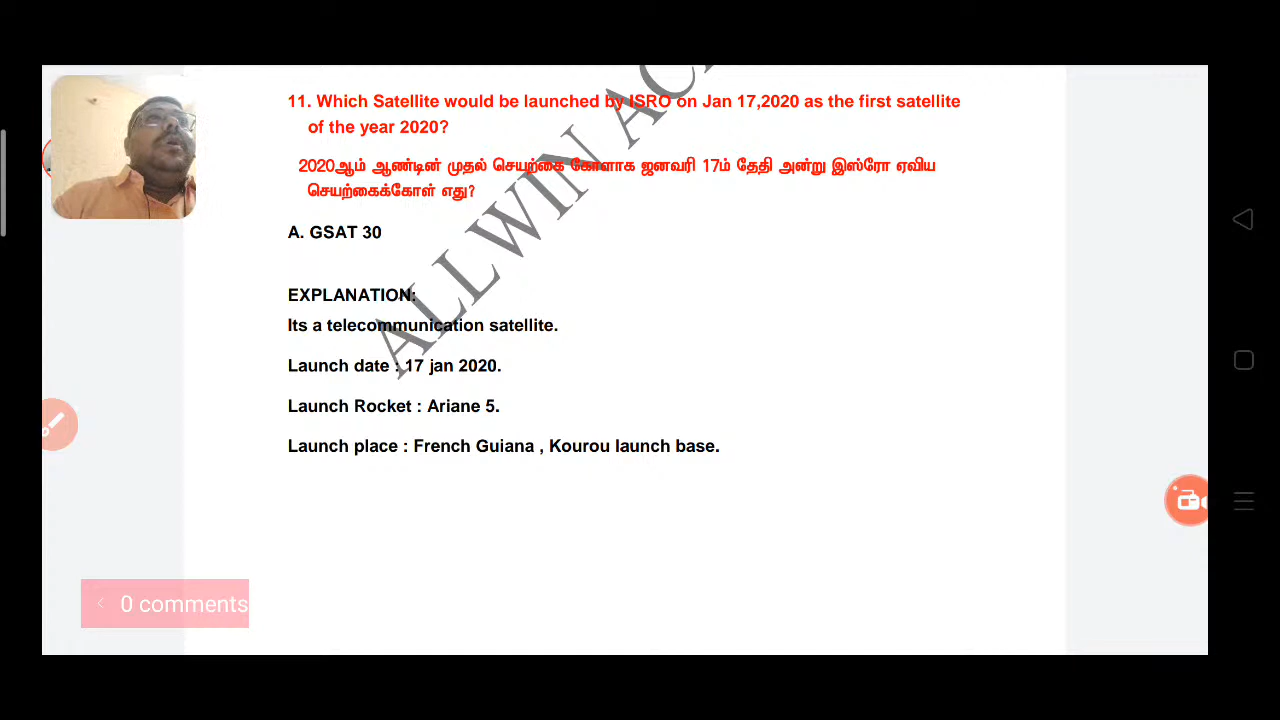 11. Which Satellite would be launched by ISRO on Jan 17,2020 as the first satellite
of the year 2020?
2020ஆம் ஆண்டின் முதல் செயற்கை கோளாக ஜனவரி 17ம் தேதி அன்று இஸ்ரோ ஏவிய
செயற்கைக்கோள் எது?
A. GSAT 30
EXPLANATION:
Its a telecommunication satellite.
Launch date : 17 jan 2020.
Launch Rocket : Ariane 5.
Launch place : French Guiana , Kourou launch base.
ALLWIN
0 comments